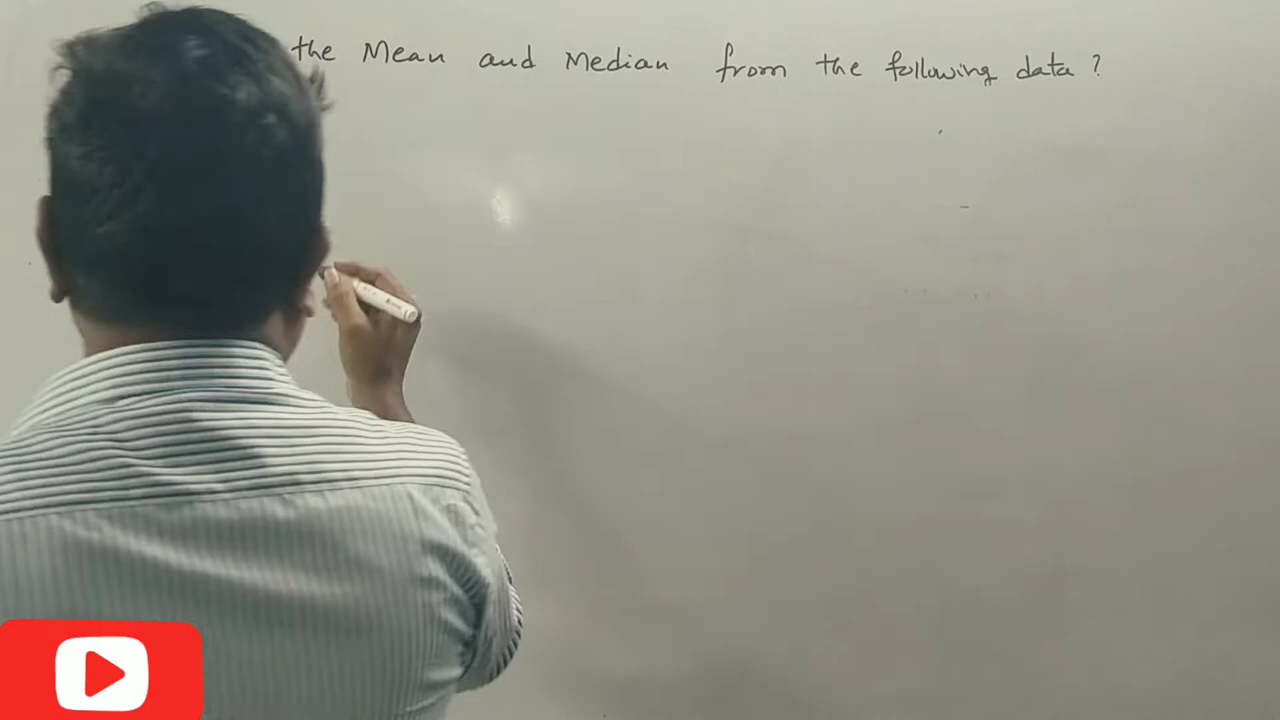 the Mean and Median from the following data ?